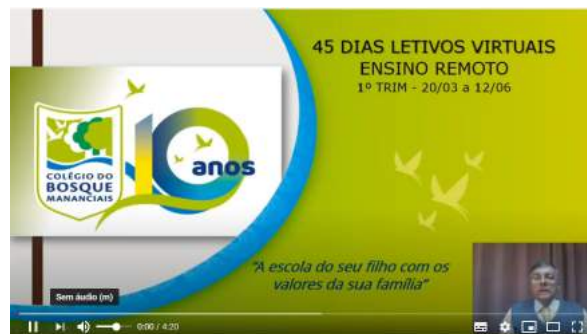 45 DIAS LETIVOS VIRTUAIS
ENSINO REMOTO
1º TRIM - 20/03 a 12/06
COLÉGIO DO
BOSQUE
MANANCIAIS
10 anos
"A escola do seu filho com os
valores da sua família"
Sem áudio (m)
0:00 / 4:20